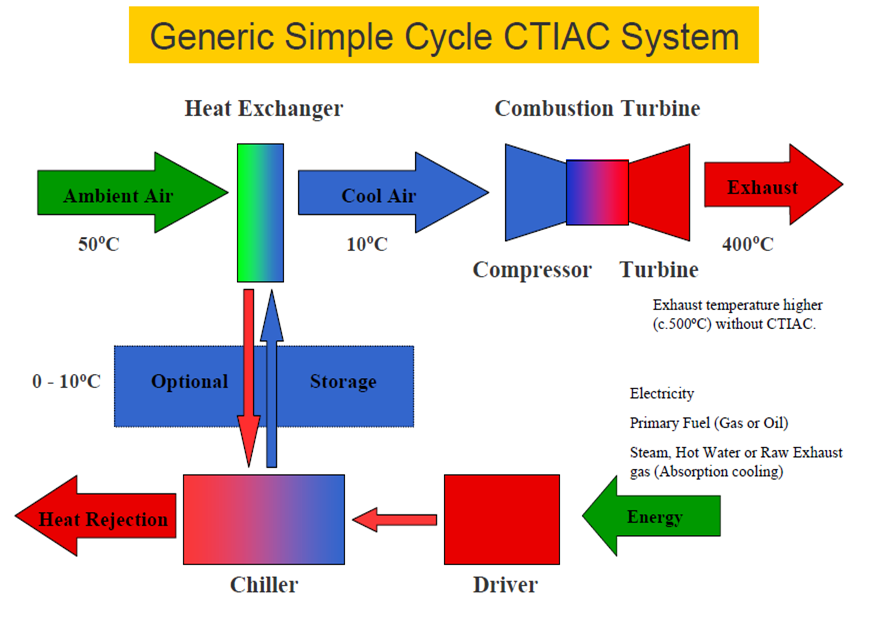 Generic Simple Cycle CTIAC System
Heat Exchanger
Combustion Turbine
Ambient Air
Cool Air
Exhaust
50ºC
10ºC
400ºC
Compressor
Turbine
Exhaust temperature higher
(c.500ºC) without CTIAC.
0 - 10ºC
Optional
Storage
Electricity
Primary Fuel (Gas or Oil)
Steam, Hot Water or Raw Exhaust
gas (Absorption cooling)
Heat Rejection
Energy
Chiller
Driver